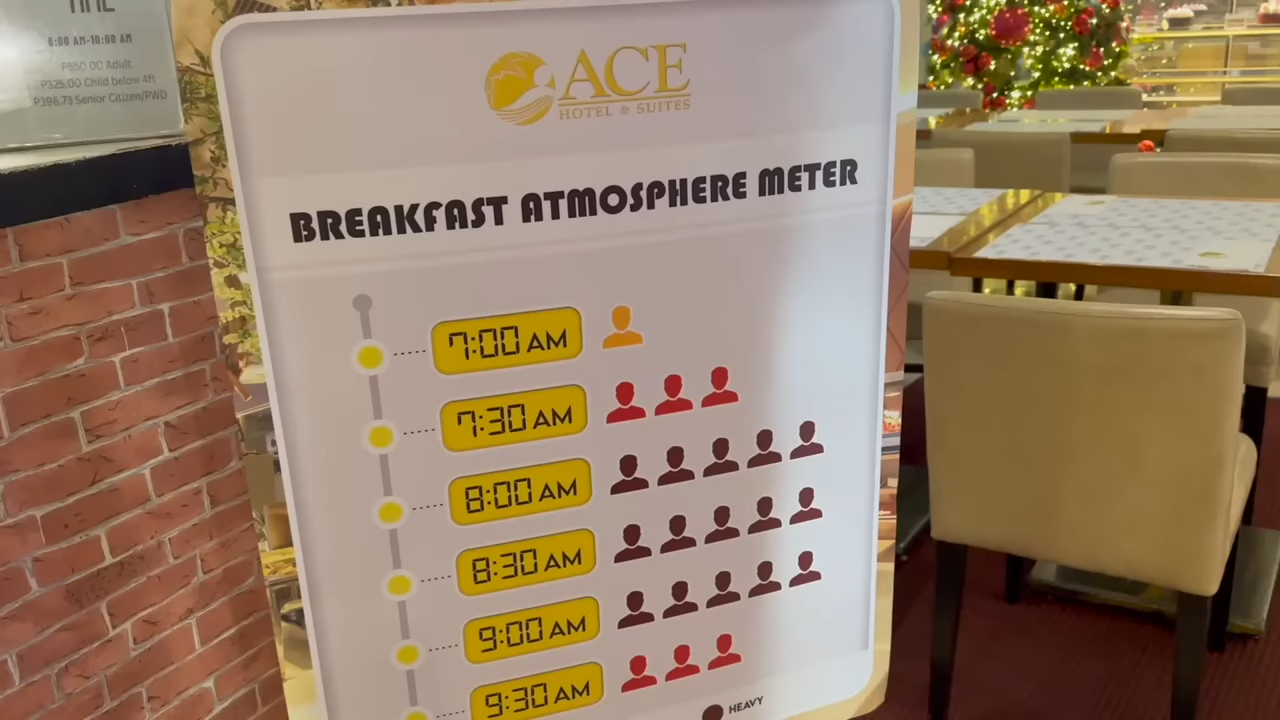 6:00 AM-10:00 AM
P550.00 Adult
P325.00 Child below 4ft
P396.73 Senior Citizen/PWD
ACE
HOTEL & SUITES
BREAKFAST ATMOSPHERE METER
7:00 AM
7:30 AM
8:00 AM
8:30 AM
9:00 AM
9:30 AM
HEAVY